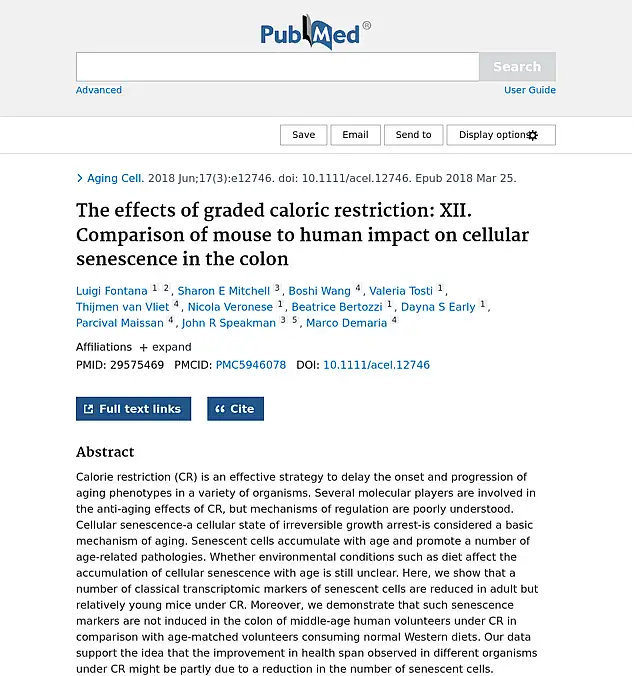 PubMed®
Search
Advanced
User Guide
Save Email Send to Display options
Aging Cell. 2018 Jun;17(3):e12746. doi: 10.1111/acel.12746. Epub 2018 Mar 25.
The effects of graded caloric restriction: XII.
Comparison of mouse to human impact on cellular
senescence in the colon
Luigi Fontana 1 2, Sharon E Mitchell 3, Boshi Wang 4, Valeria Tosti 1,
Thijmen van Vliet 4, Nicola Veronese 1, Beatrice Bertozzi 1, Dayna S Early 1,
Parcival Maissan 4, John R Speakman 3 5, Marco Demaria 4
Affiliations + expand
PMID: 29575469 PMCID: PMC5946078 DOI: 10.1111/acel.12746
Full text links Cite
Abstract
Calorie restriction (CR) is an effective strategy to delay the onset and progression of
aging phenotypes in a variety of organisms. Several molecular players are involved in
the anti-aging effects of CR, but mechanisms of regulation are poorly understood.
Cellular senescence-a cellular state of irreversible growth arrest-is considered a basic
mechanism of aging. Senescent cells accumulate with age and promote a number of
age-related pathologies. Whether environmental conditions such as diet affect the
accumulation of cellular senescence with age is still unclear. Here, we show that a
number of classical transcriptomic markers of senescent cells are reduced in adult but
relatively young mice under CR. Moreover, we demonstrate that such senescence
markers are not induced in the colon of middle-age human volunteers under CR in
comparison with age-matched volunteers consuming normal Western diets. Our data
support the idea that the improvement in health span observed in different organisms
under CR might be partly due to a reduction in the number of senescent cells.